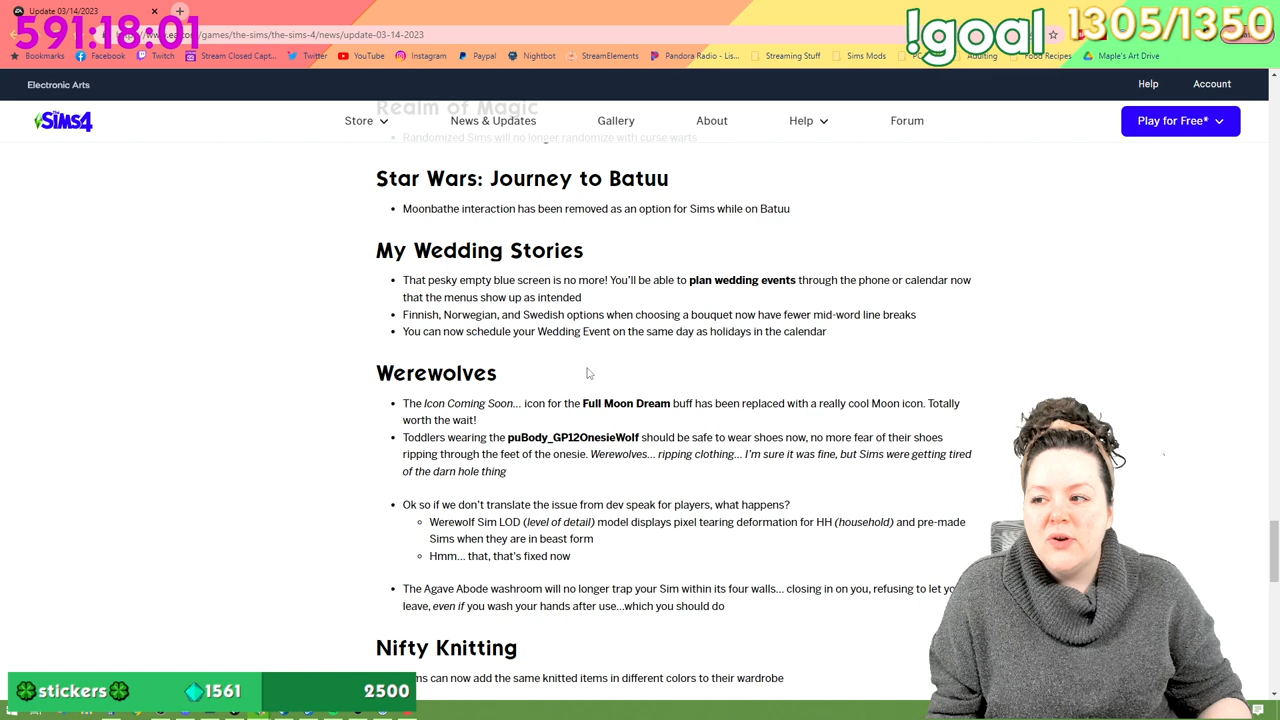 Update 03/14/2023
591:18:01
ea.com/games/the-sims/the-sims-4/news/update-03-14-2023
!goal
1305/1350
Bookmarks Facebook Twitch Stream Closed Capt... Twitter YouTube Instagram Paypal Nightbot StreamElements Pandora Radio - Lis... Streaming Stuff Sims Mods Adulting Food Recipes Maple's Art Drive
Electronic Arts
Help Account
Realm of Magic
The Sims 4
Store News & Updates Gallery About Help Forum
Play for Free*
Randomized Sims will no longer randomize with curse warts
Star Wars: Journey to Batuu
Moonbathe interaction has been removed as an option for Sims while on Batuu
My Wedding Stories
That pesky empty blue screen is no more! You'll be able to plan wedding events through the phone or calendar now
that the menus show up as intended
Finnish, Norwegian, and Swedish options when choosing a bouquet now have fewer mid-word line breaks
You can now schedule your Wedding Event on the same day as holidays in the calendar
Werewolves
The Icon Coming Soon... icon for the Full Moon Dream buff has been replaced with a really cool Moon icon. Totally
worth the wait!
Toddlers wearing the puBody_GP12OnesieWolf should be safe to wear shoes now, no more fear of their shoes
ripping through the feet of the onesie. Werewolves... ripping clothing... I'm sure it was fine, but Sims were getting tired
of the darn hole thing
Ok so if we don't translate the issue from dev speak for players, what happens?
Werewolf Sim LOD (level of detail) model displays pixel tearing deformation for HH (household) and pre-made
Sims when they are in beast form
Hmm... that, that's fixed now
The Agave Abode washroom will no longer trap your Sim within its four walls... closing in on you, refusing to let
leave, even if you wash your hands after use...which you should do
Nifty Knitting
can now add the same knitted items in different colors to their wardrobe
stickers 1561 2500